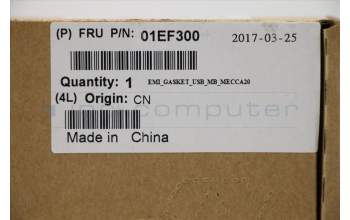 (P) FRU P/N: 01EF300
2017-03-25
Quantity: 1 EMI_GASKET_USB_MB_MECCA20
(4L) Origin: CN
Made in China